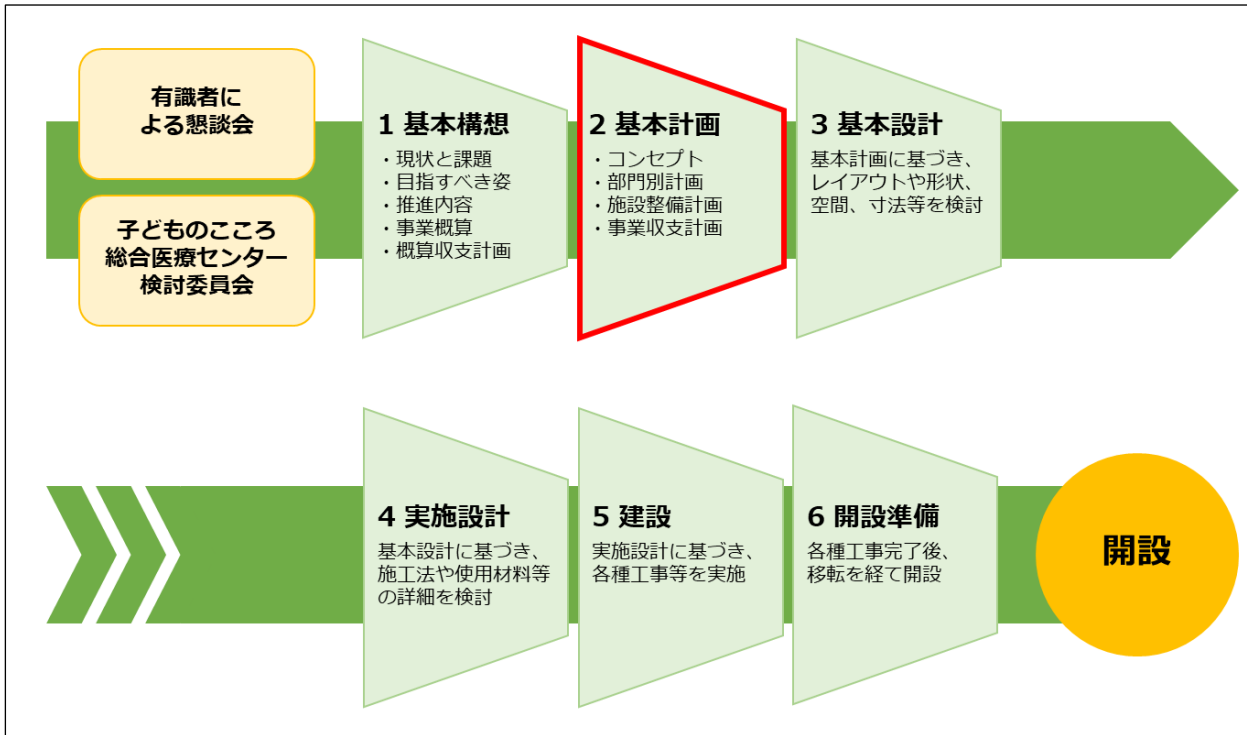 有識者に
よる懇談会
子どものこころ
総合医療センター
検討委員会
1 基本構想
・現状と課題
・目指すべき姿
・推進内容
・事業概算
・概算収支計画
2 基本計画
・コンセプト
・部門別計画
・施設整備計画
・事業収支計画
3 基本設計
基本計画に基づき、
レイアウトや形状、
空間、寸法等を検討
4 実施設計
基本設計に基づき、
施工法や使用材料等
の詳細を検討
5 建設
実施設計に基づき、
各種工事等を実施
6 開設準備
各種工事完了後、
移転を経て開設
開設